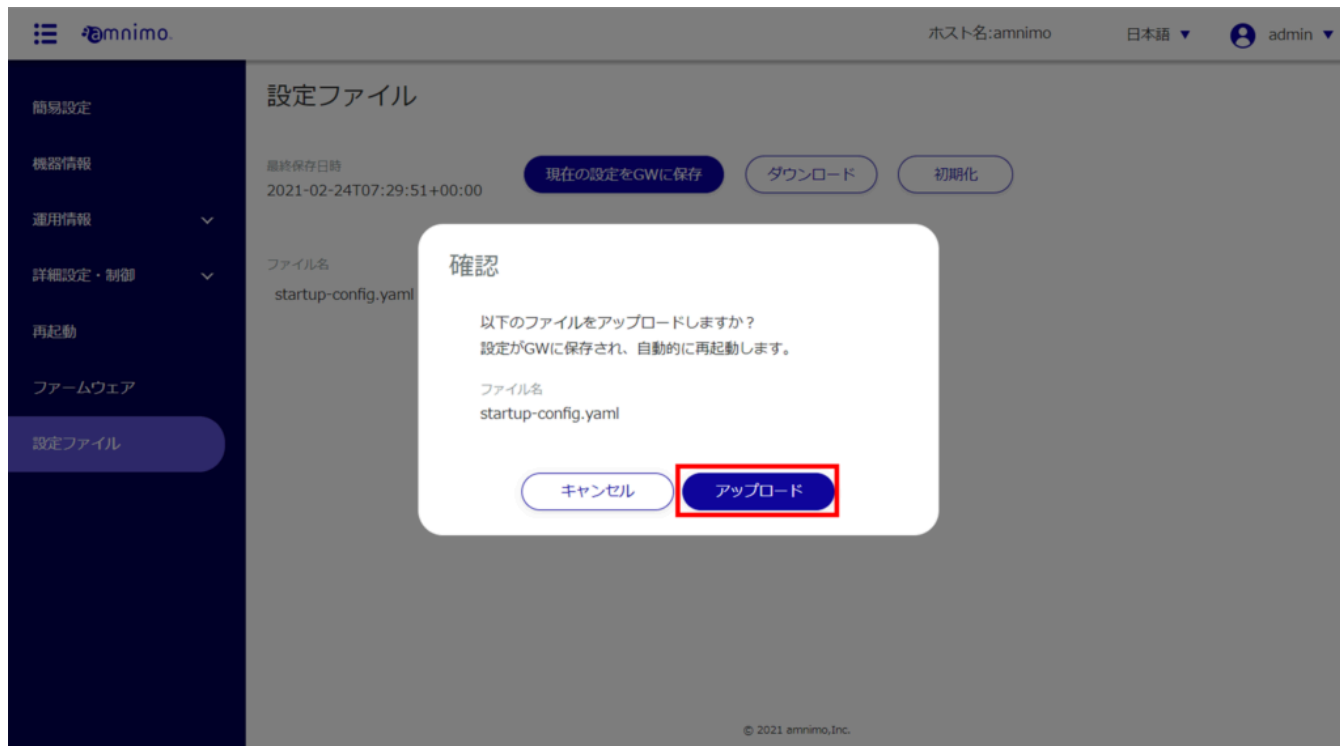 amnimo.
ホスト名:amnimo
日本語 ▼
admin ▼
簡易設定
機器情報
運用情報
詳細設定・制御
再起動
ファームウェア
設定ファイル
設定ファイル
最終保存日時
2021-02-24T07:29:51+00:00
現在の設定をGWに保存
ダウンロード
初期化
ファイル名
startup-config.yaml
確認
以下のファイルをアップロードしますか？
設定がGWに保存され、自動的に再起動します。
ファイル名
startup-config.yaml
キャンセル
アップロード
© 2021 amnimo,Inc.